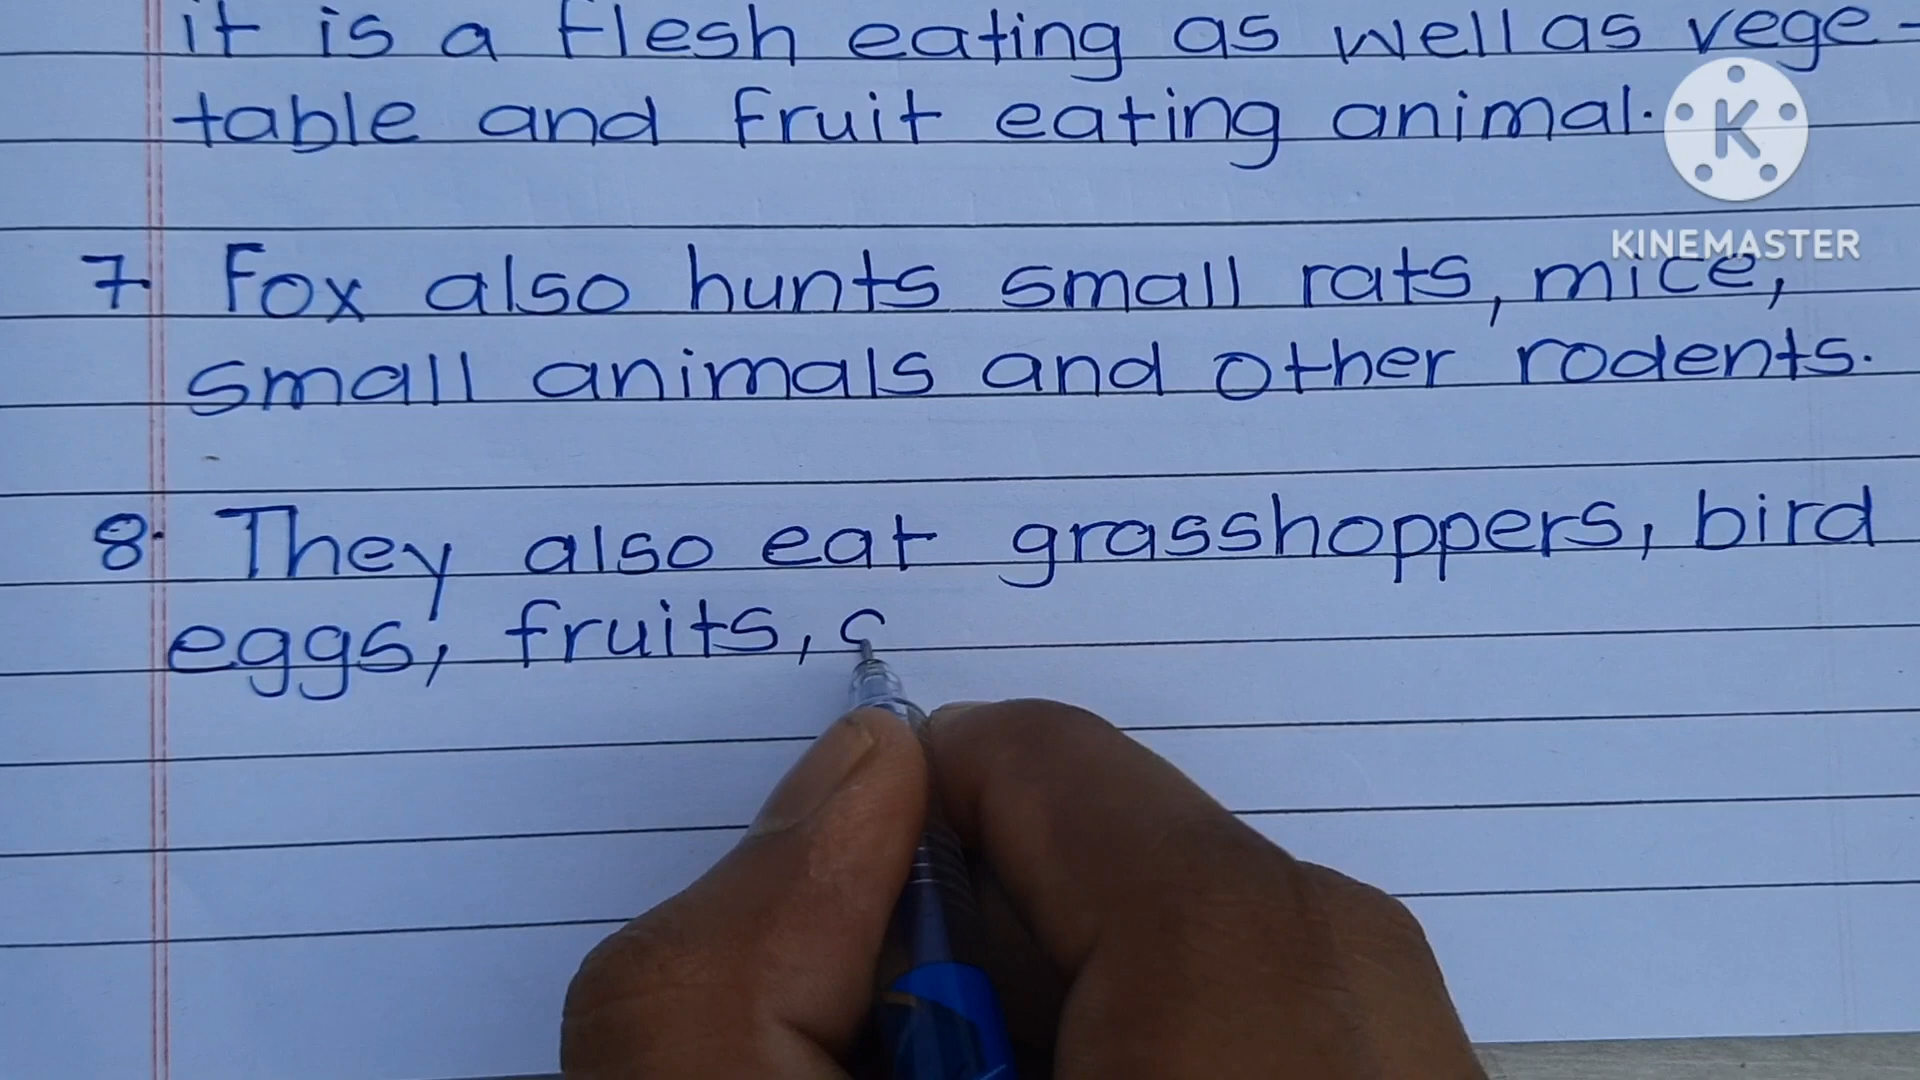 it is a flesh eating as well as vege-
table and fruit eating animal.
K
KINEMASTER
7. Fox also hunts small rats, mice,
small animals and other rodents.
8. They also eat grasshoppers, bird
eggs, fruits,